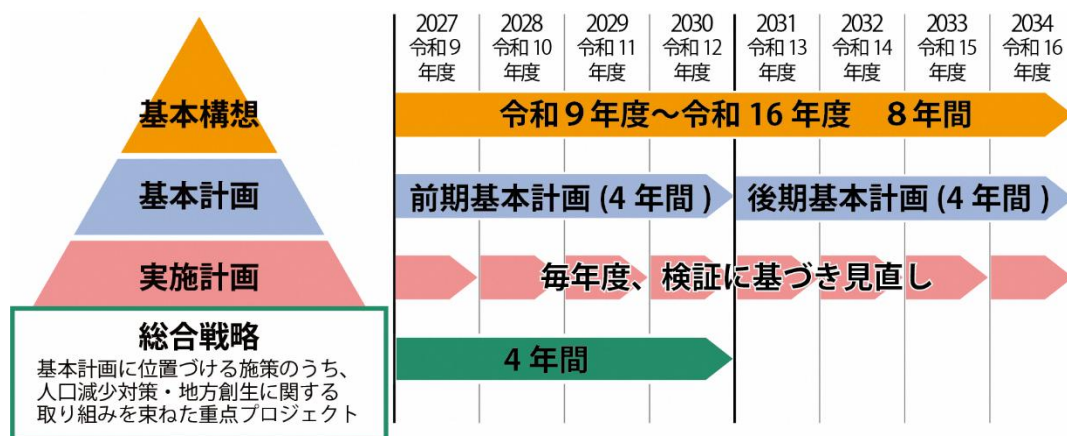 2027 2028 2029 2030 2031 2032 2033 2034
令和9 令和10 令和11 令和12 令和13 令和14 令和15 令和16
年度 年度 年度 年度 年度 年度 年度 年度
基本構想
令和9年度～令和16年度　8年間
基本計画
前期基本計画(4年間)
後期基本計画(4年間)
実施計画
毎年度、検証に基づき見直し
総合戦略
基本計画に位置づける施策のうち、
人口減少対策・地方創生に関する
取り組みを束ねた重点プロジェクト
4年間